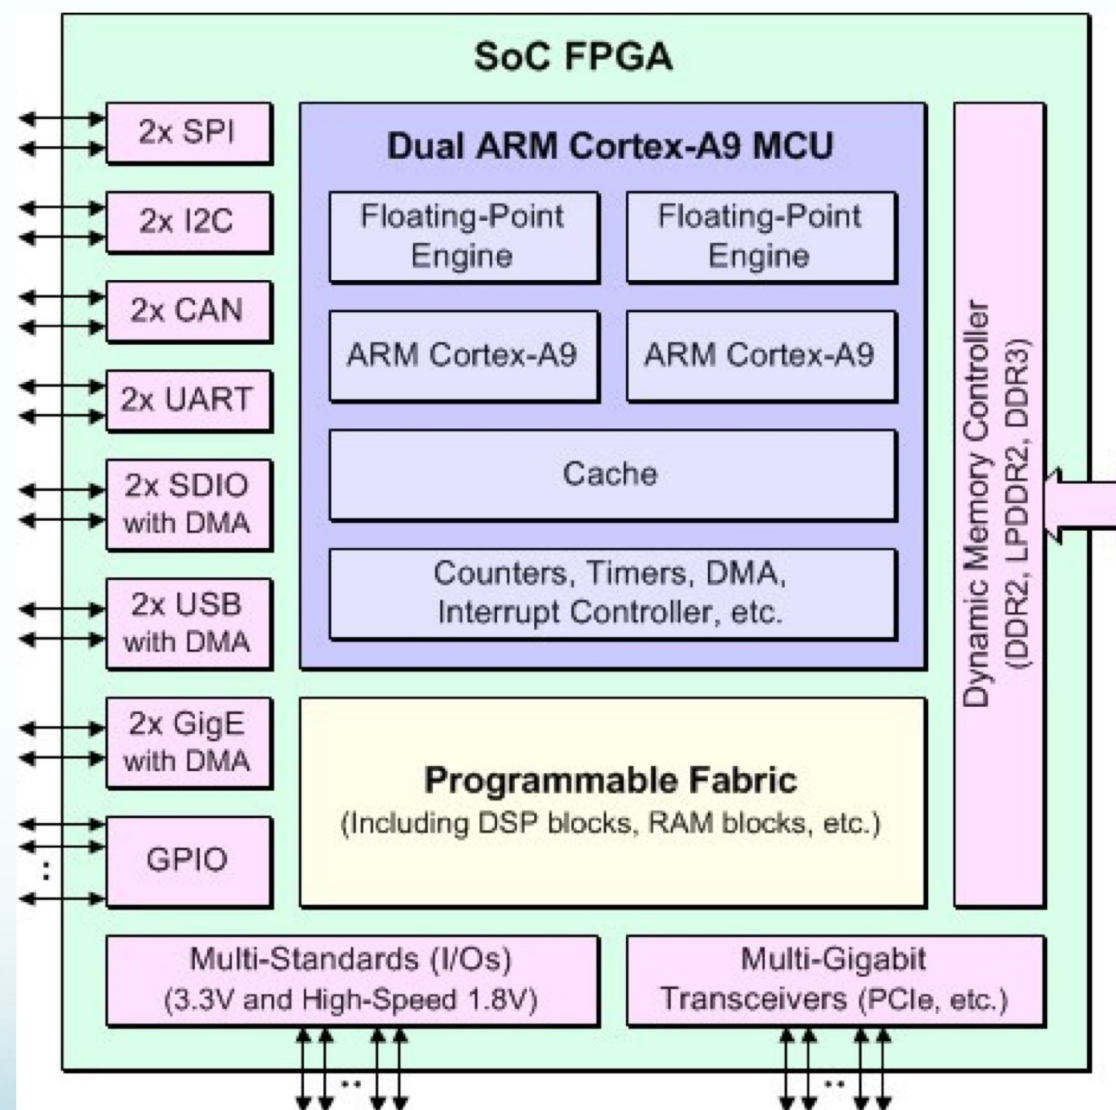 SoC FPGA
2x SPI
2x I2C
2x CAN
2x UART
2x SDIO
with DMA
2x USB
with DMA
2x GigE
with DMA
GPIO
Dual ARM Cortex-A9 MCU
Floating-Point
Engine
Floating-Point
Engine
ARM Cortex-A9
ARM Cortex-A9
Cache
Counters, Timers, DMA,
Interrupt Controller, etc.
Programmable Fabric
(Including DSP blocks, RAM blocks, etc.)
Dynamic Memory Controller
(DDR2, LPDDR2, DDR3)
Multi-Standards (I/Os)
(3.3V and High-Speed 1.8V)
Multi-Gigabit
Transceivers (PCIe, etc.)